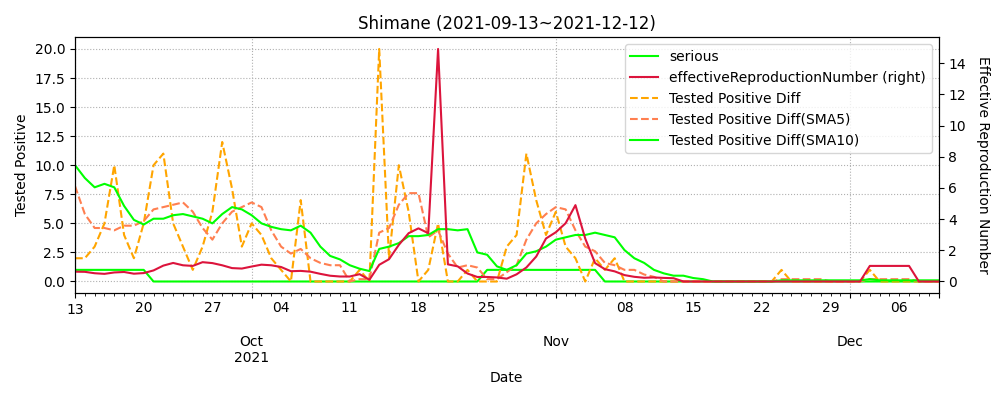 Shimane (2021-09-13~2021-12-12)
serious
effectiveReproductionNumber (right)
Tested Positive Diff
Tested Positive Diff(SMA5)
Tested Positive Diff(SMA10)
Tested Positive
20.0
17.5
15.0
12.5
10.0
7.5
5.0
2.5
0.0
Effective Reproduction Number
14
12
10
8
6
4
2
0
13 20 27 04 11 18 25 08 15 22 29 06
Oct Nov Dec
2021
Date